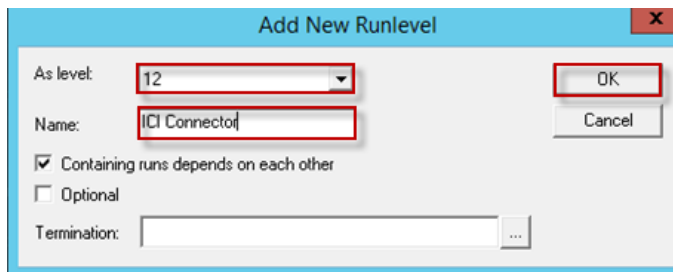 Add New Runlevel
x
As level: 12 OK
Name: ICI Connector Cancel
Containing runs depends on each other
Optional
Termination: ...